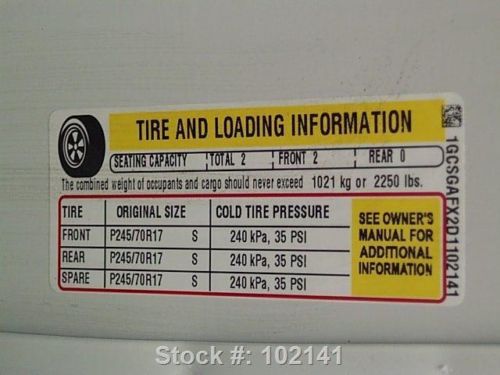 TIRE AND LOADING INFORMATION
SEATING CAPACITY TOTAL 2 FRONT 2 REAR 0
The combined weight of occupants and cargo should never exceed 1021 kg or 2250 lbs.
TIRE ORIGINAL SIZE COLD TIRE PRESSURE
FRONT P245/70R17 S 240 kPa, 35 PSI
REAR P245/70R17 S 240 kPa, 35 PSI
SPARE P245/70R17 S 240 kPa, 35 PSI
SEE OWNER'S
MANUAL FOR
ADDITIONAL
INFORMATION
1GCSGAFX2D1102141
Stock #: 102141